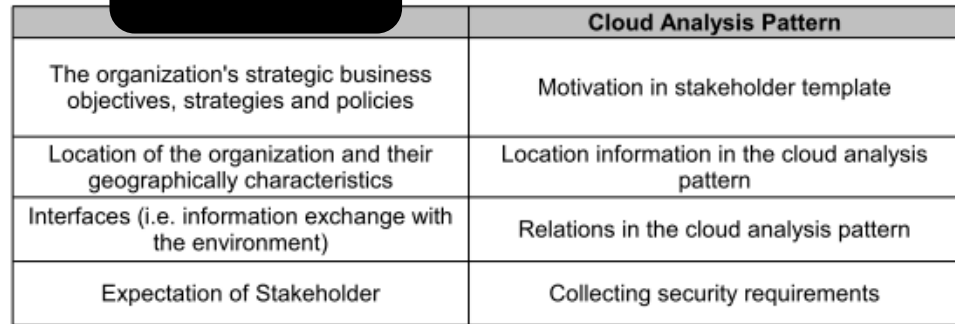 Cloud Analysis Pattern
The organization's strategic business
objectives, strategies and policies
Motivation in stakeholder template
Location of the organization and their
geographically characteristics
Location information in the cloud analysis
pattern
Interfaces (i.e. information exchange with
the environment)
Relations in the cloud analysis pattern
Expectation of Stakeholder
Collecting security requirements